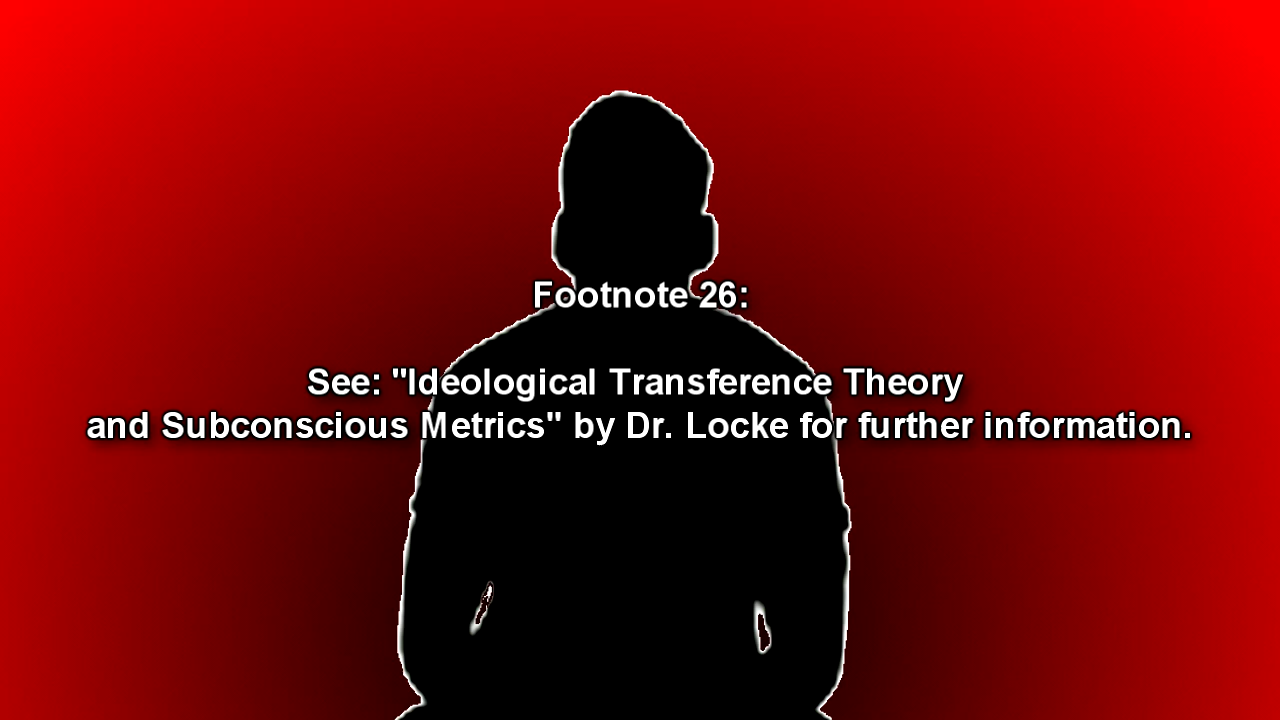 Footnote 26:
See: "Ideological Transference Theory
and Subconscious Metrics" by Dr. Locke for further information.